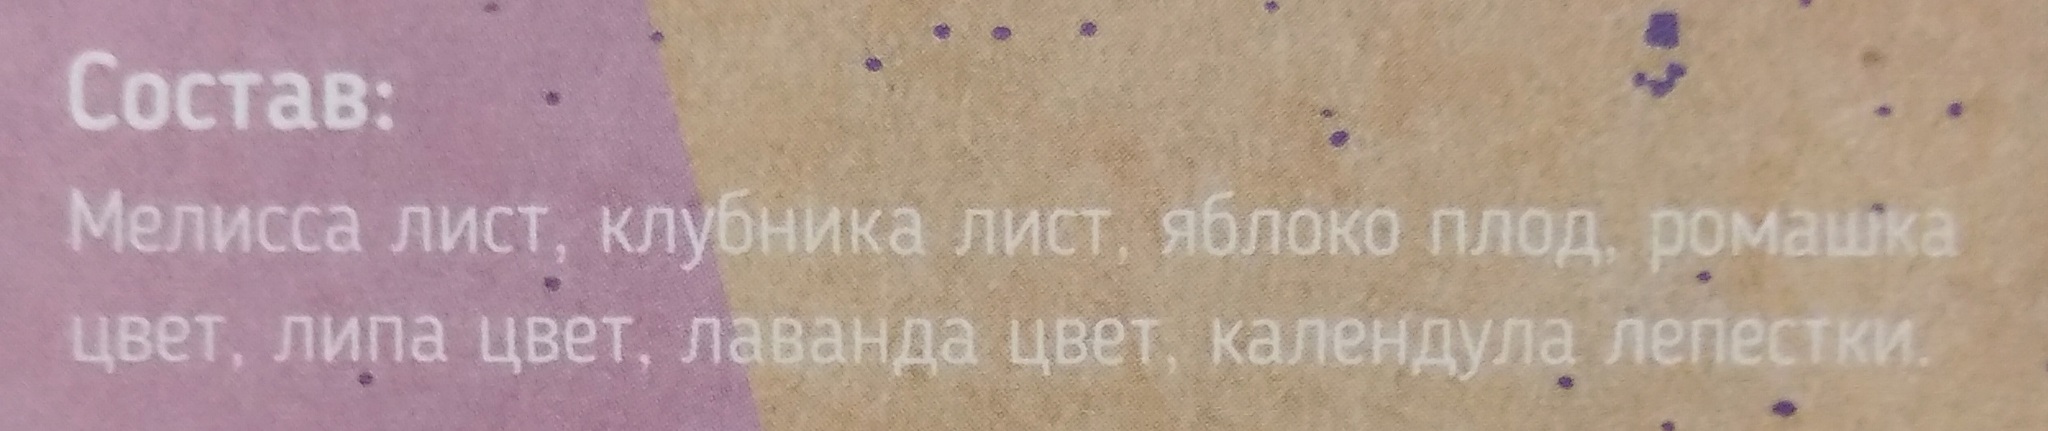 Состав:
Мелисса лист, клубника лист, яблоко плод, ромашка
цвет, липа цвет, лаванда цвет, календула лепестки.